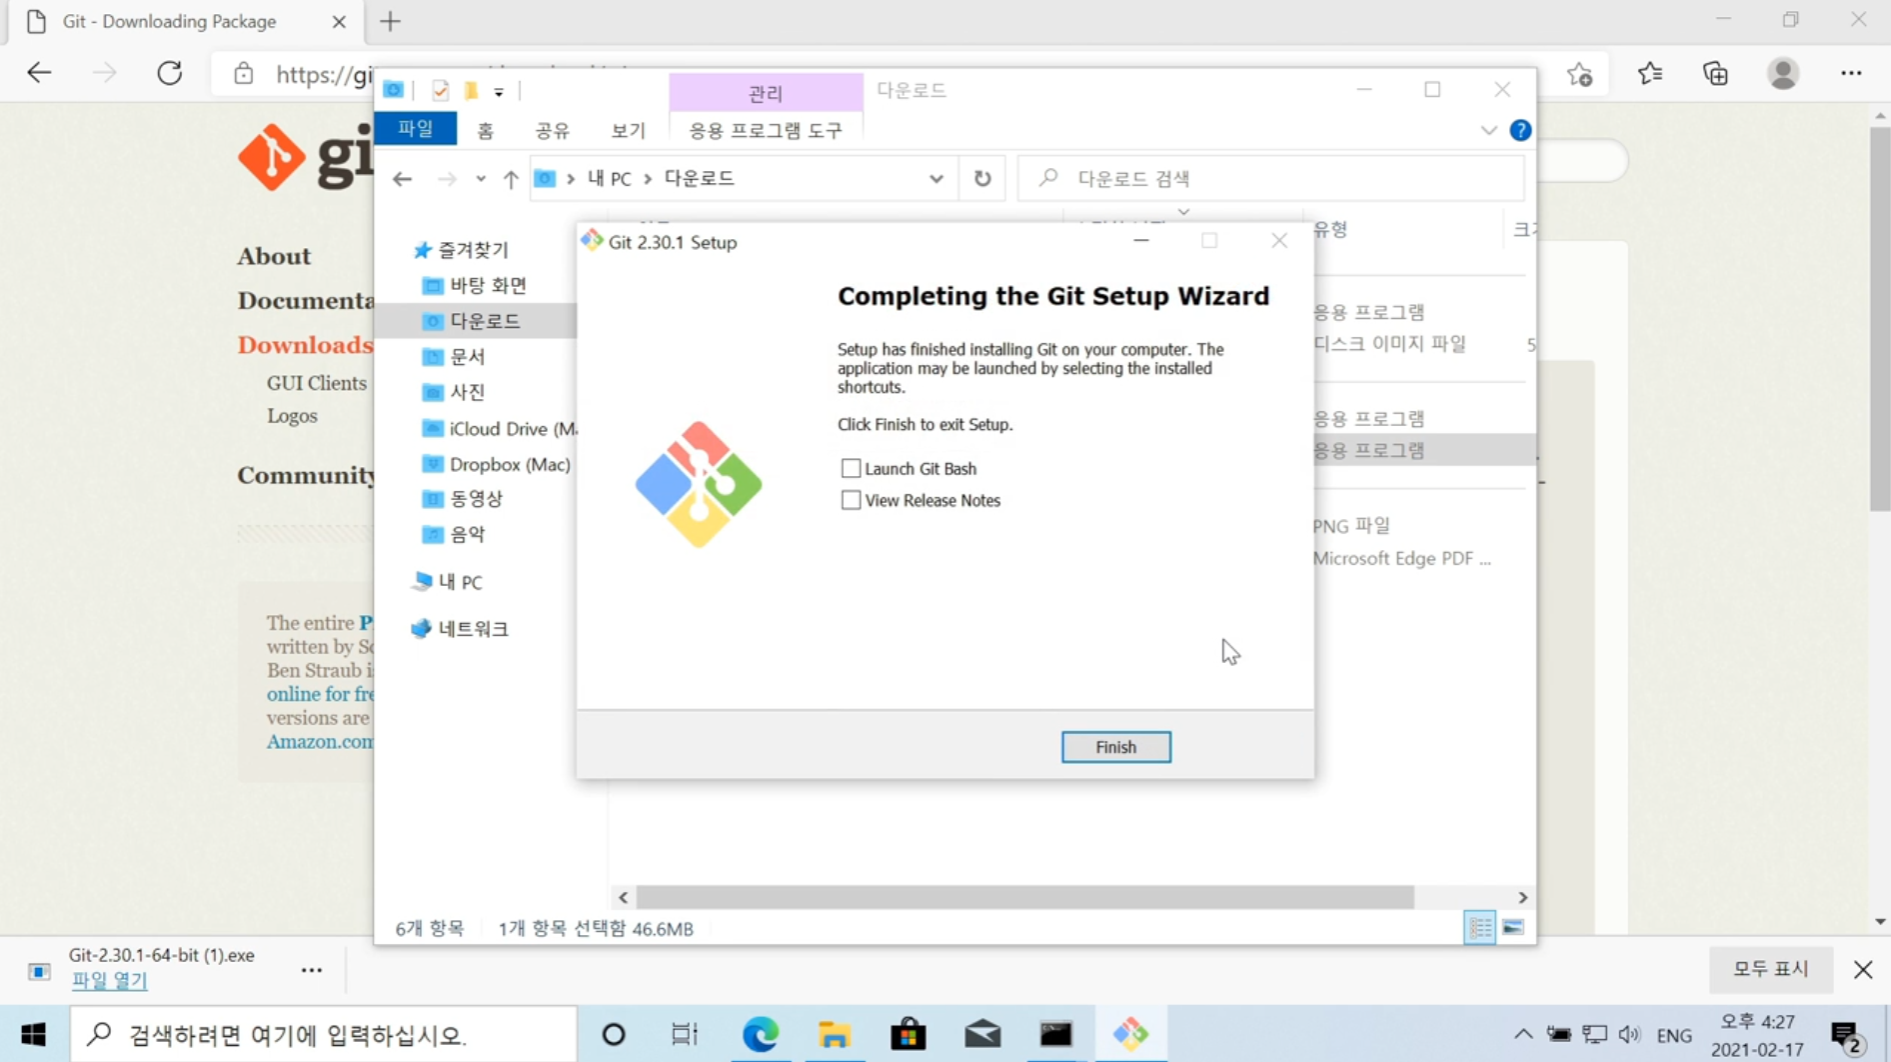 Git - Downloading Package
https://gi
관리
다운로드
파일
홈
공유
보기
응용 프로그램 도구
내 PC
다운로드
다운로드 검색
유형
About
Documenta
Downloads
GUI Clients
Logos
Community
즐겨찾기
바탕 화면
다운로드
문서
사진
iCloud Drive (Ma
Dropbox (Mac)
동영상
음악
내 PC
네트워크
Git 2.30.1 Setup
Completing the Git Setup Wizard
Setup has finished installing Git on your computer. The
application may be launched by selecting the installed
shortcuts.
Click Finish to exit Setup.
Launch Git Bash
View Release Notes
Finish
응용 프로그램
디스크 이미지 파일
5
응용 프로그램
응용 프로그램
PNG 파일
Microsoft Edge PDF ...
The entire P
written by Sc
Ben Straub i
online for fre
versions are
Amazon.com
6개 항목
1개 항목 선택함 46.6MB
Git-2.30.1-64-bit (1).exe
파일 열기
모두 표시
검색하려면 여기에 입력하십시오.
ENG
오후 4:27
2021-02-17
2